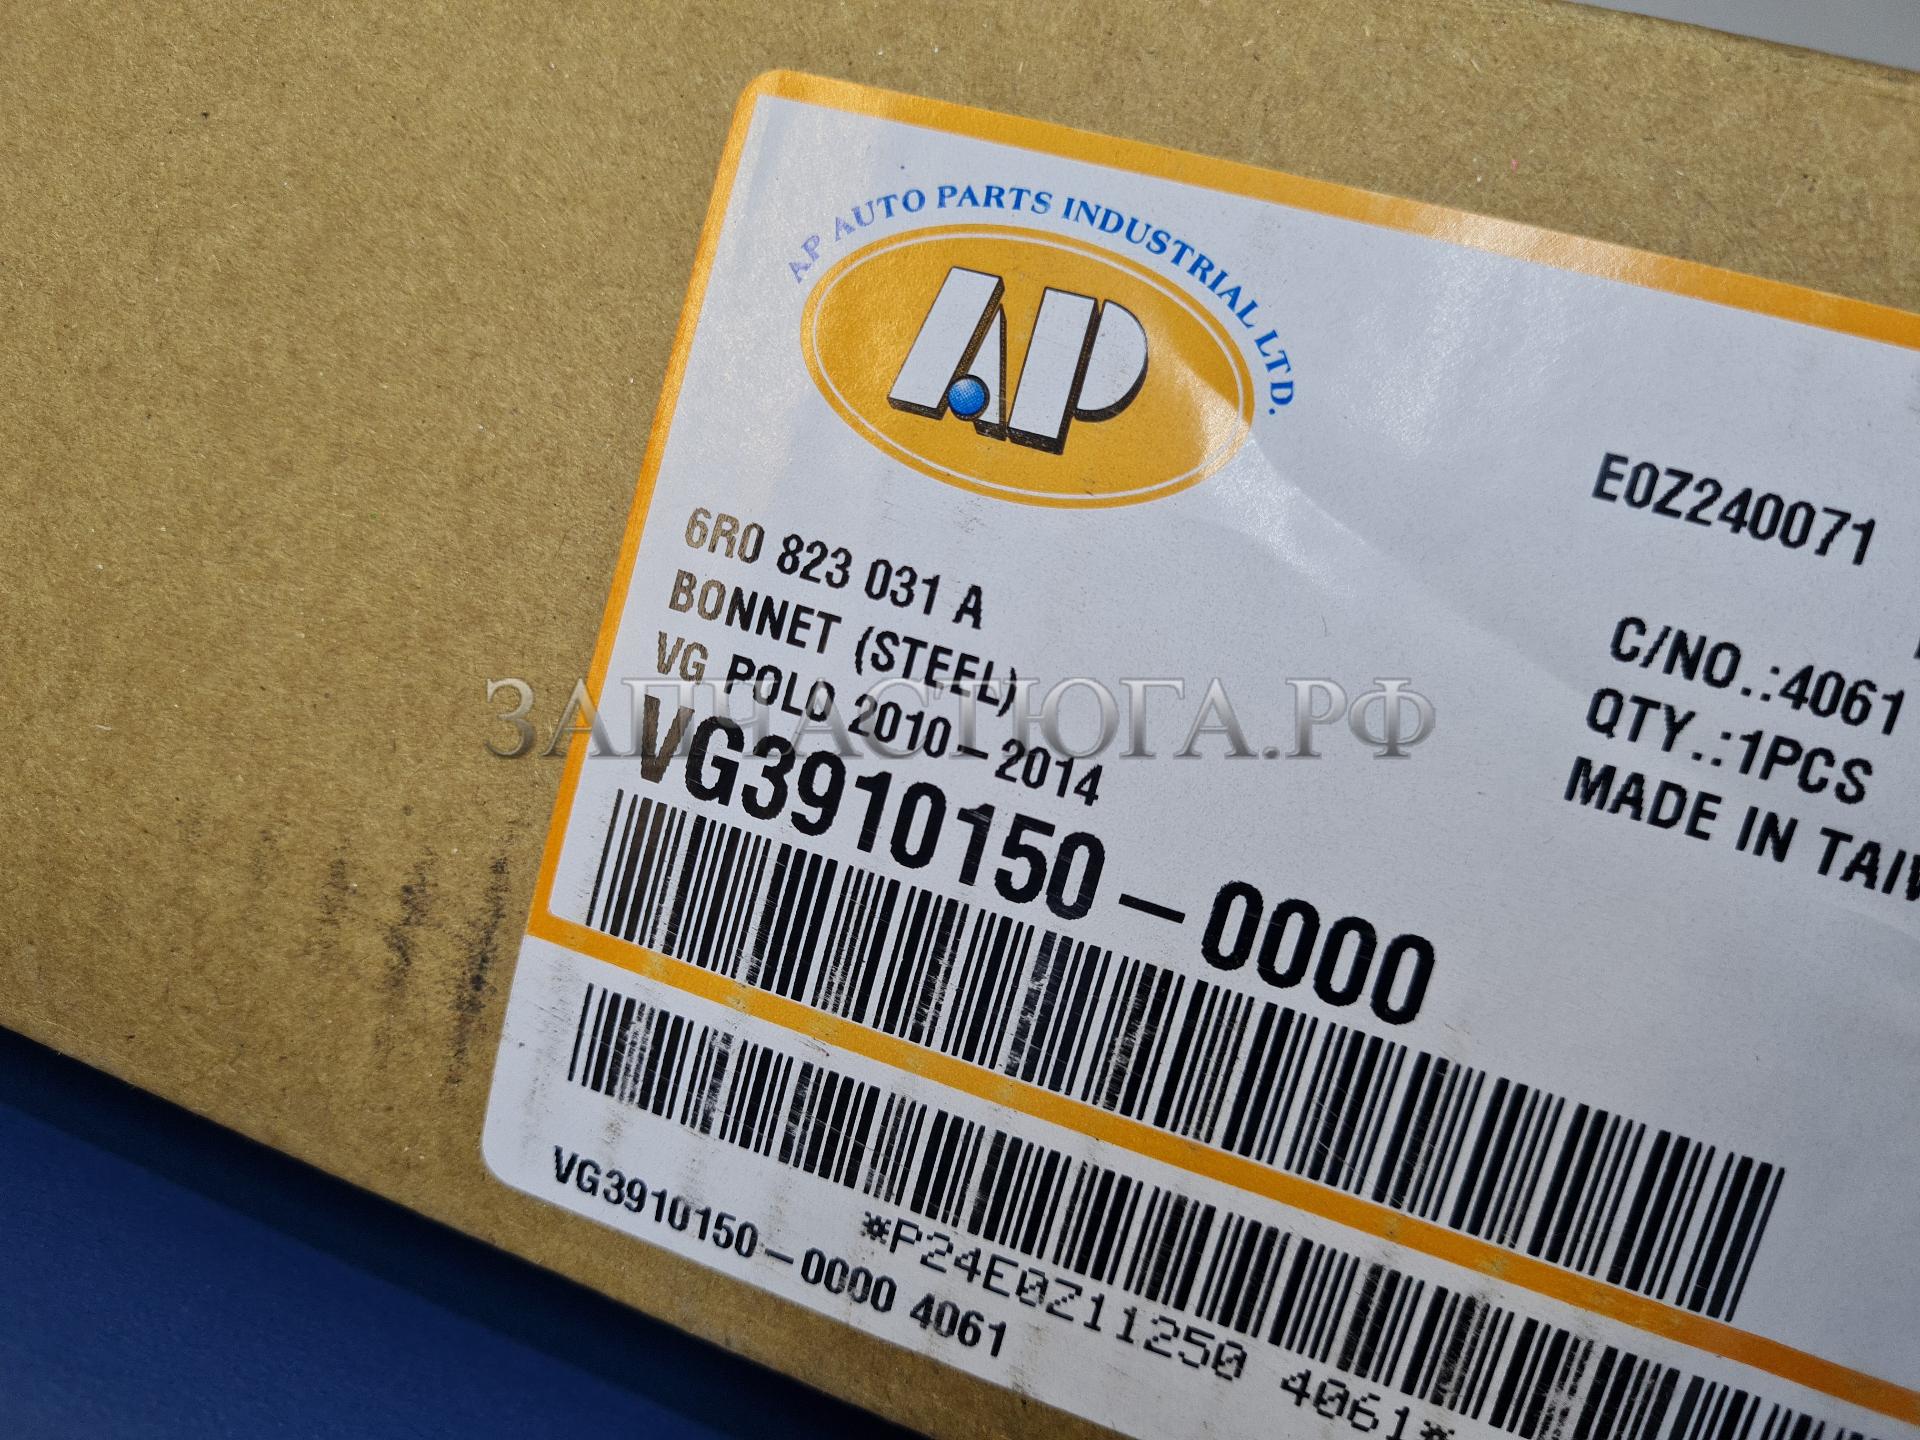 AP AUTO PARTS INDUSTRIAL LTD.
AP
E0Z240071
6R0 823 031 A
BONNET (STEEL)
VG POLO 2010-2014
VG3910150-0000
C/NO.:4061
QTY.:1PCS
MADE IN
ЗАПЧАСТЮГА.РФ
*P24E0Z11250 4061*
VG3910150-0000 4061